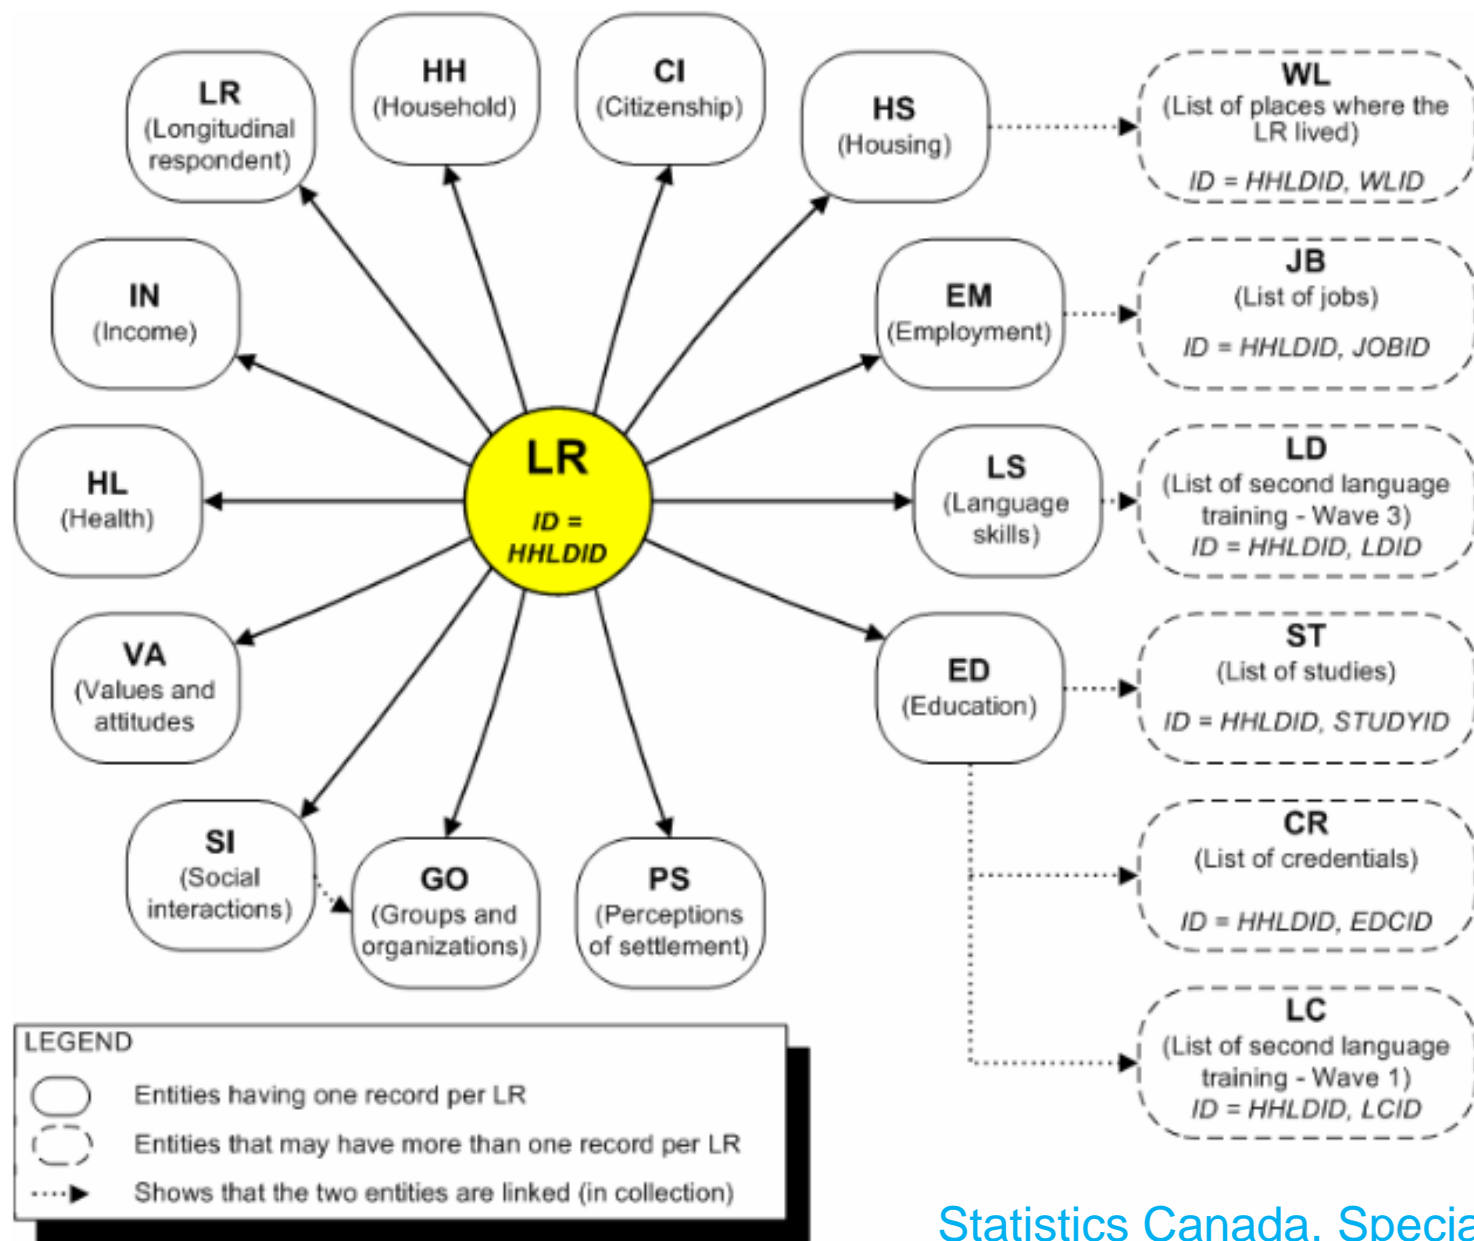 LR
(Longitudinal
respondent)
HH
(Household)
CI
(Citizenship)
HS
(Housing)
WL
(List of places where the
LR lived)
ID = HHLDID, WLID
IN
(Income)
EM
(Employment)
JB
(List of jobs)
ID = HHLDID, JOBID
HL
(Health)
LR
ID =
HHLDID
LS
(Language
skills)
LD
(List of second language
training - Wave 3)
ID = HHLDID, LDID
VA
(Values and
attitudes
ED
(Education)
ST
(List of studies)
ID = HHLDID, STUDYID
SI
(Social
interactions)
GO
(Groups and
organizations)
PS
(Perceptions
of settlement)
CR
(List of credentials)
ID = HHLDID, EDCID
LC
(List of second language
training - Wave 1)
ID = HHLDID, LCID
LEGEND
Entities having one record per LR
Entities that may have more than one record per LR
Shows that the two entities are linked (in collection)
Statistics Canada, Specia